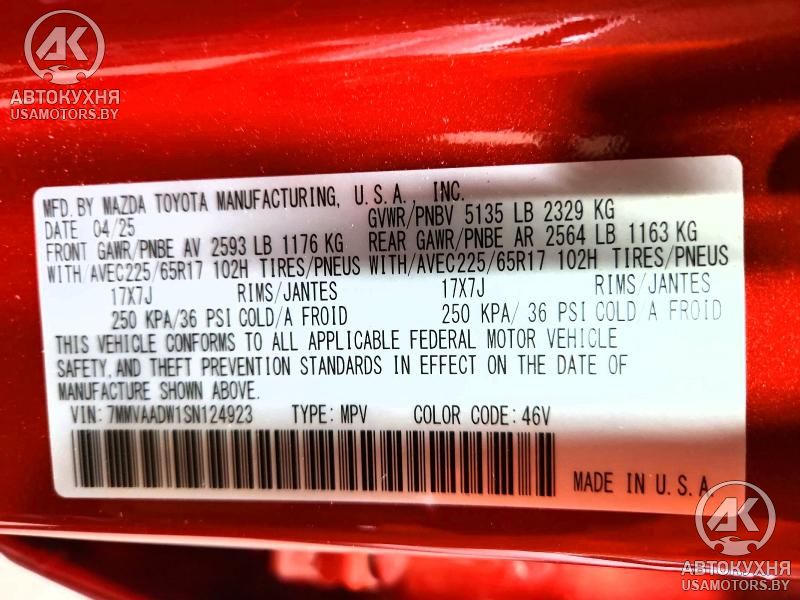 AK
АВТОКУХНЯ
USAMOTORS.BY
MFD. BY MAZDA TOYOTA MANUFACTURING, U.S.A. INC.
DATE 04/25 GVWR/PNBV 5135 LB 2329 KG
FRONT GAWR/PNBE AV 2593 LB 1176 KG REAR GAWR/PNBE AR 2564 LB 1163 KG
WITH/AVEC225/65R17 102H TIRES/PNEUS WITH/AVEC225/65R17 102H TIRES/PNEUS
17X7J RIMS/JANTES 17X7J RIMS/JANTES
250 KPA/36 PSI COLD/A FROID 250 KPA/36 PSI COLD/A FROID
THIS VEHICLE CONFORMS TO ALL APPLICABLE FEDERAL MOTOR VEHICLE
SAFETY, AND THEFT PREVENTION STANDARDS IN EFFECT ON THE DATE OF
MANUFACTURE SHOWN ABOVE.
VIN: 7MMVAADW1SN124923 TYPE: MPV COLOR CODE: 46V
MADE IN U.S.A.
AK
АВТОКУХНЯ
USAMOTORS.BY